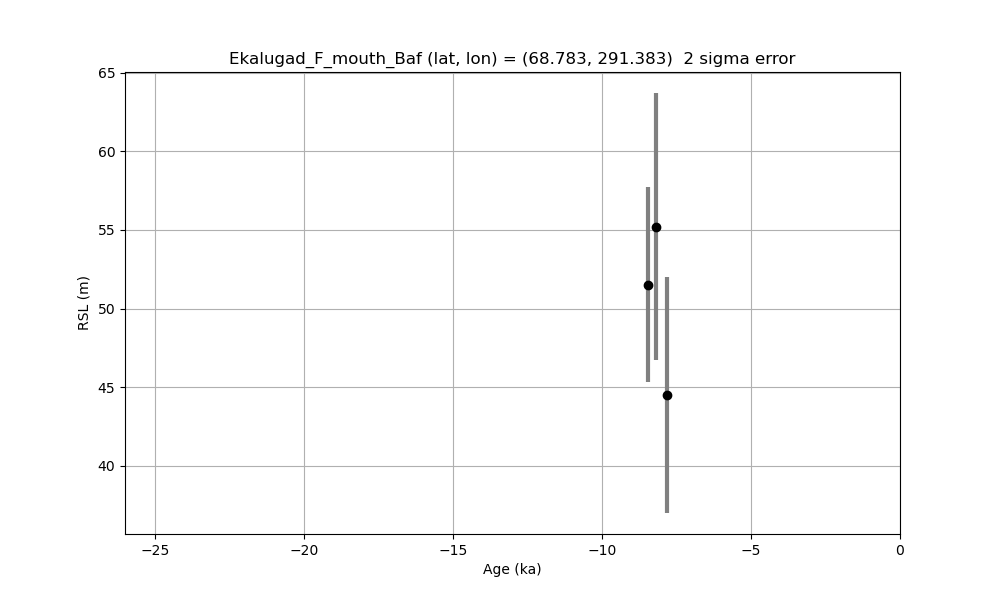 Ekalugad_F_mouth_Baf (lat, lon) = (68.783, 291.383)  2 sigma error
65
60
55
50
45
40
RSL (m)
−25 −20 −15 −10 −5 0
Age (ka)